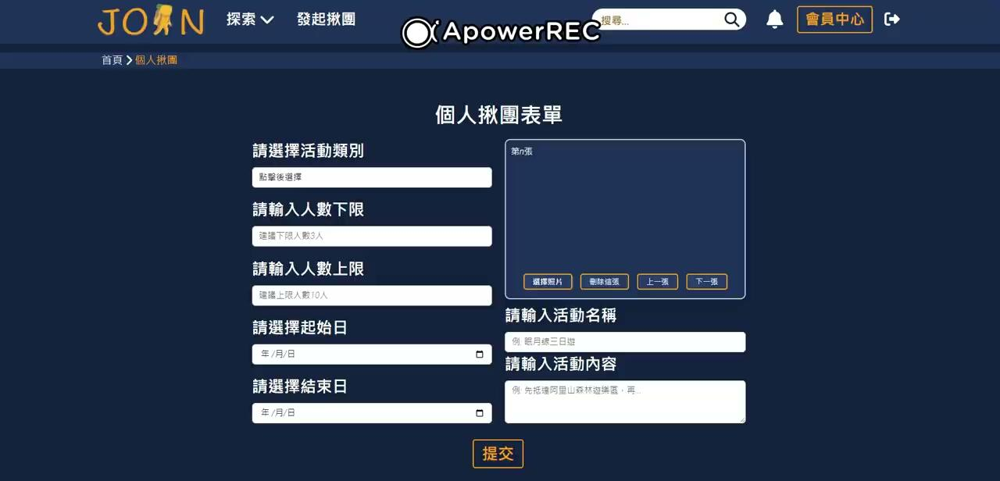 JOIN
探索
發起揪團
ApowerREC
搜尋...
會員中心
首頁 個人揪團
個人揪團表單
請選擇活動類別
點擊後選擇
請輸入人數下限
建議下限人數3人
請輸入人數上限
建議上限人數10人
請選擇起始日
年 /月/日
請選擇結束日
年 /月/日
第n張
選擇照片
刪除這張
上一張
下一張
請輸入活動名稱
例: 眠月線三日遊
請輸入活動內容
例: 先抵達阿里山森林遊樂區，再...
提交